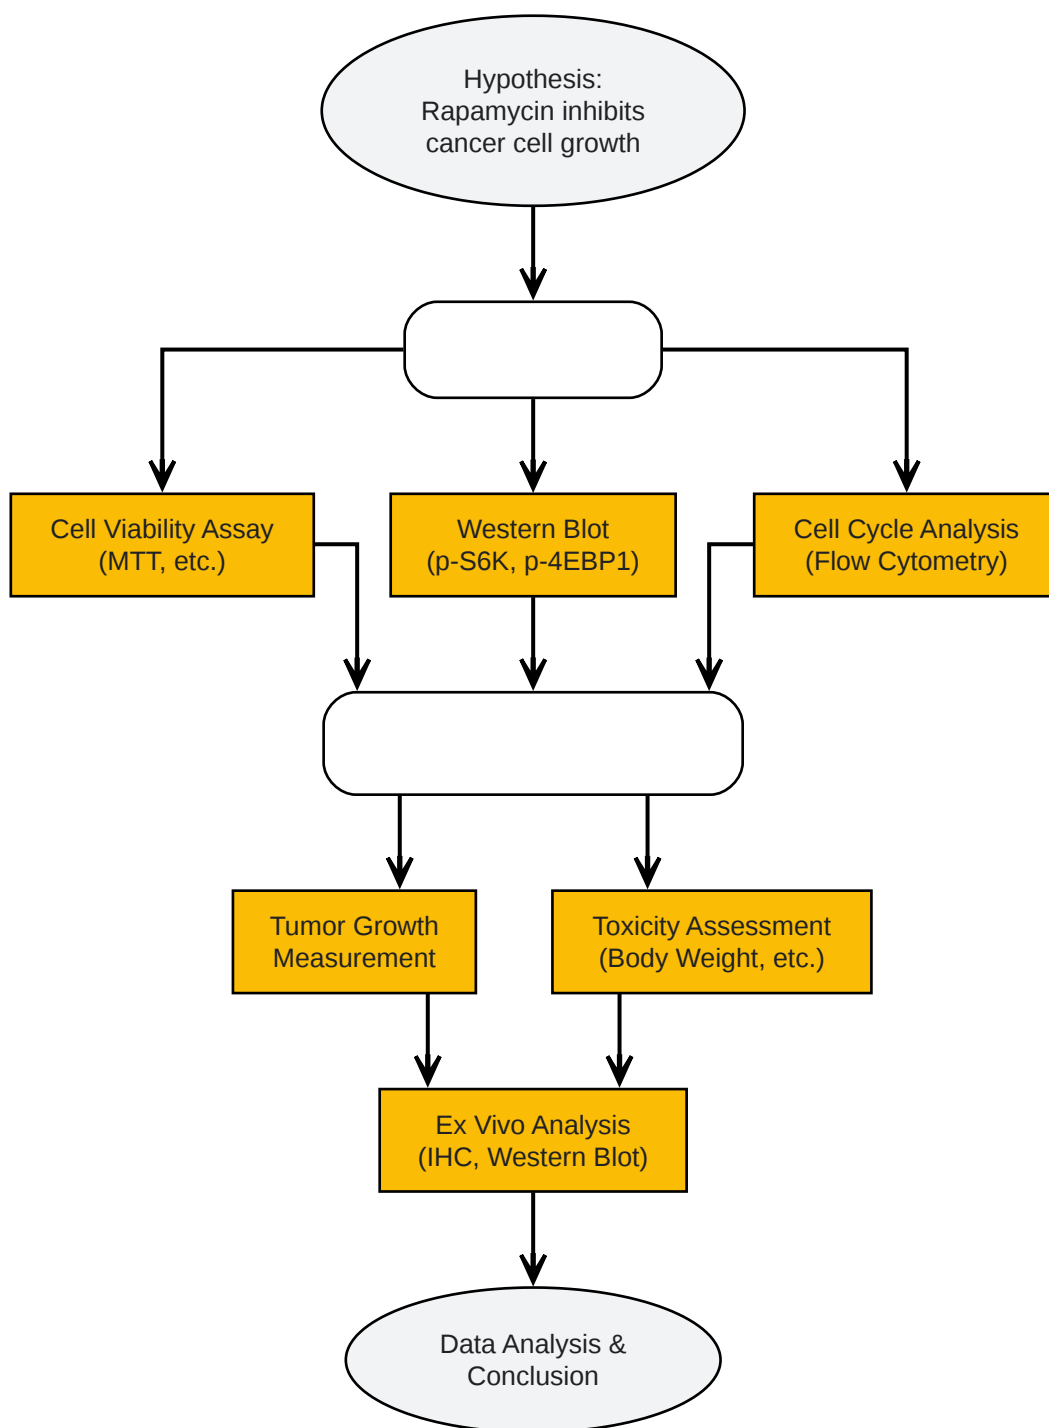 Hypothesis:
Rapamycin inhibits
cancer cell growth
Cell Viability Assay
(MTT, etc.)
Western Blot
(p-S6K, p-4EBP1)
Cell Cycle Analysis
(Flow Cytometry)
Tumor Growth
Measurement
Toxicity Assessment
(Body Weight, etc.)
Ex Vivo Analysis
(IHC, Western Blot)
Data Analysis &
Conclusion